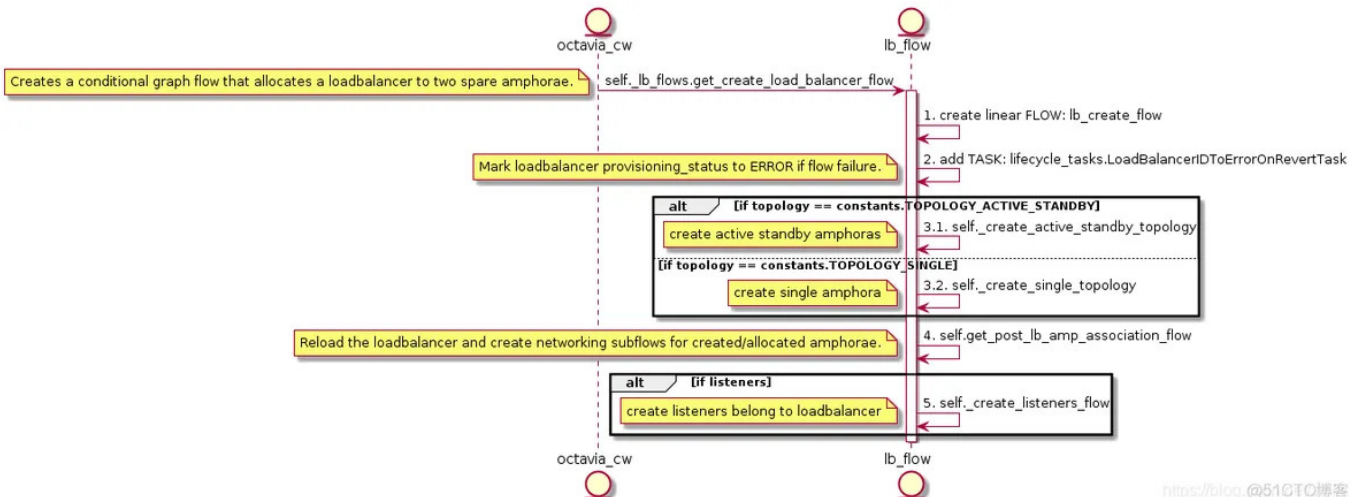 octavia_cw
lb_flow
Creates a conditional graph flow that allocates a loadbalancer to two spare amphorae.
self._lb_flows.get_create_load_balancer_flow
1. create linear FLOW: lb_create_flow
Mark loadbalancer provisioning_status to ERROR if flow failure.
2. add TASK: lifecycle_tasks.LoadBalancerIDToErrorOnRevertTask
alt
[if topology == constants.TOPOLOGY_ACTIVE_STANDBY]
create active standby amphoras
3.1. self._create_active_standby_topology
[if topology == constants.TOPOLOGY_SINGLE]
create single amphora
3.2. self._create_single_topology
Reload the loadbalancer and create networking subflows for created/allocated amphorae.
4. self.get_post_lb_amp_association_flow
alt
[if listeners]
create listeners belong to loadbalancer
5. self._create_listeners_flow
octavia_cw
lb_flow
https://blog. @51CTO博客